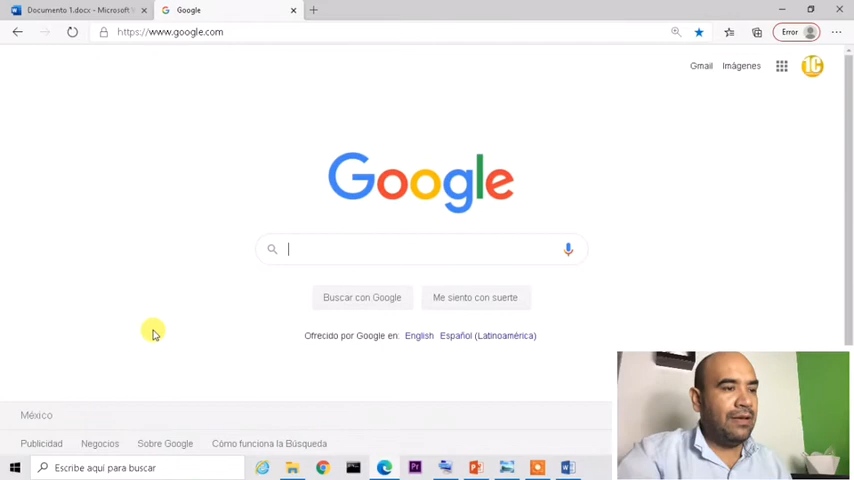 Documento 1.docx - Microsoft
Google
https://www.google.com
Error
Gmail Imágenes
1C
Google
Buscar con Google Me siento con suerte
Ofrecido por Google en: English Español (Latinoamérica)
México
Publicidad Negocios Sobre Google Cómo funciona la Búsqueda
Escribe aquí para buscar
Pr